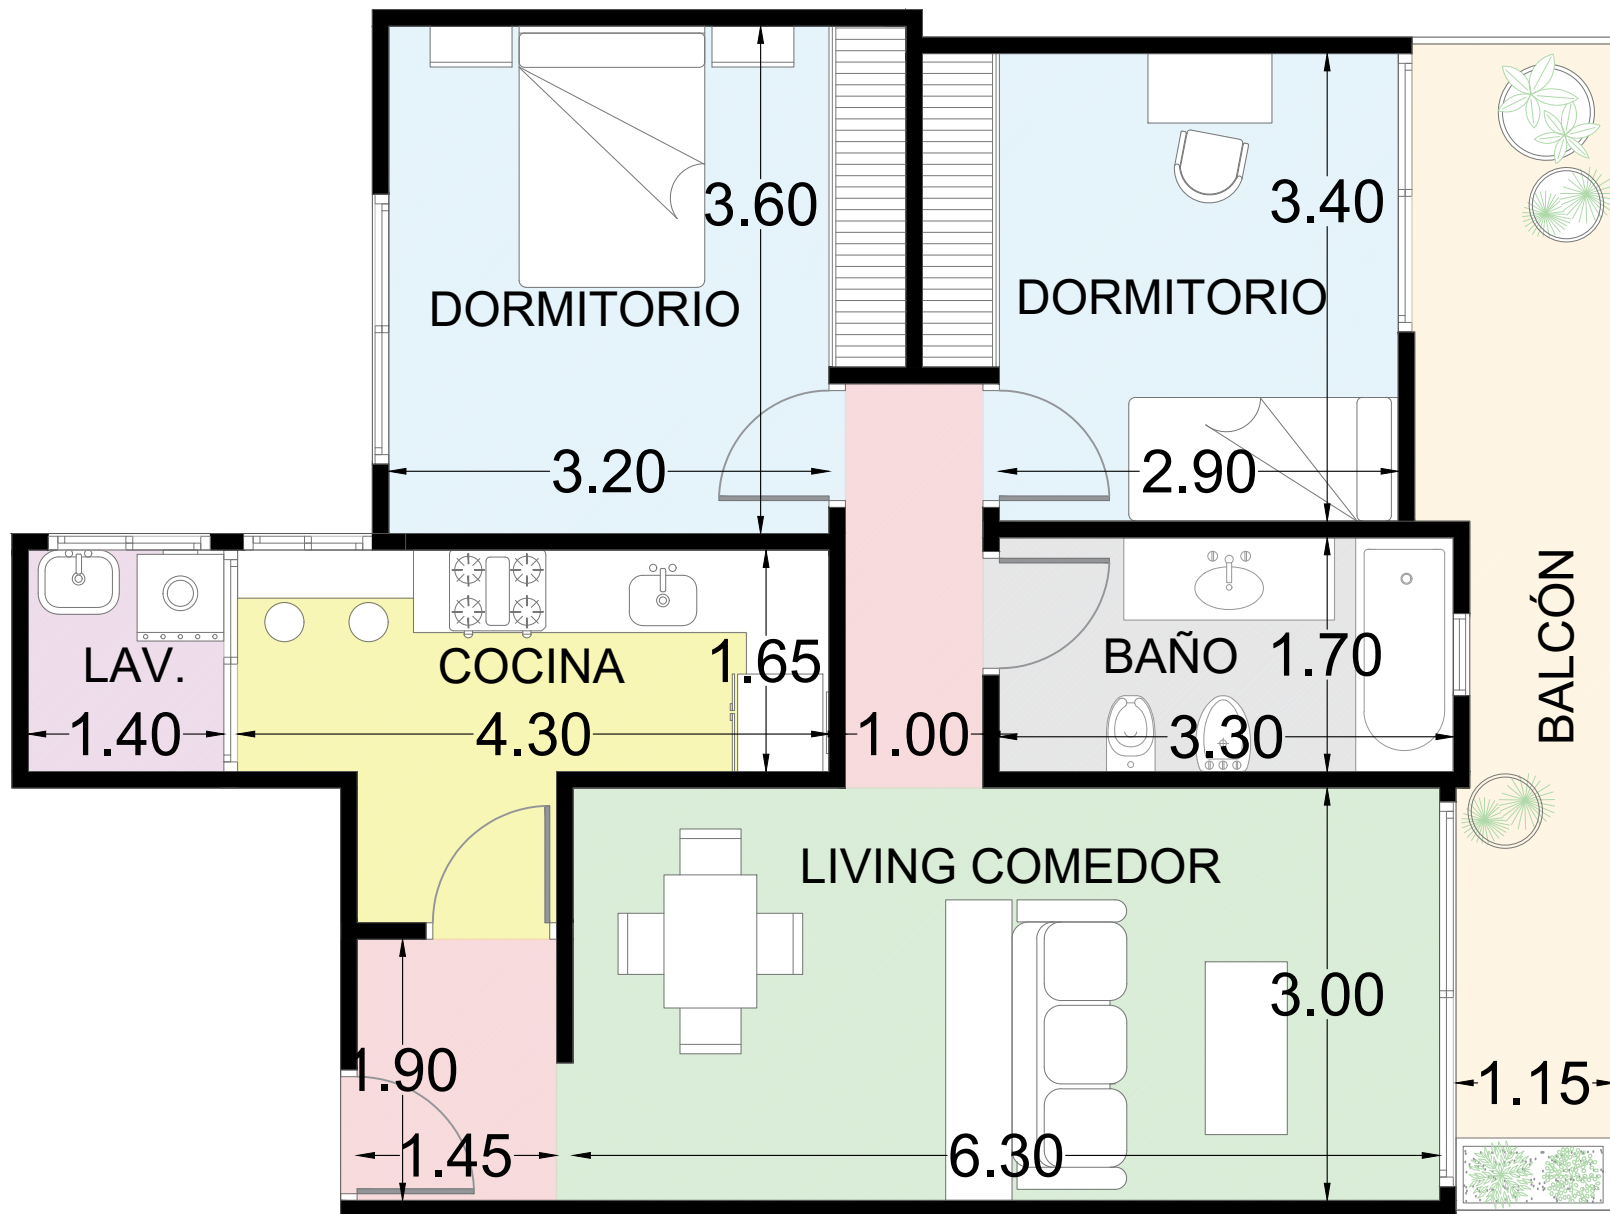 3.60
3.40
DORMITORIO
DORMITORIO
3.20
2.90
BALCÓN
LAV.
COCINA
1.65
BAÑO
1.70
1.40
4.30
1.00
3.30
LIVING COMEDOR
3.00
1.90
1.15
1.45
6.30